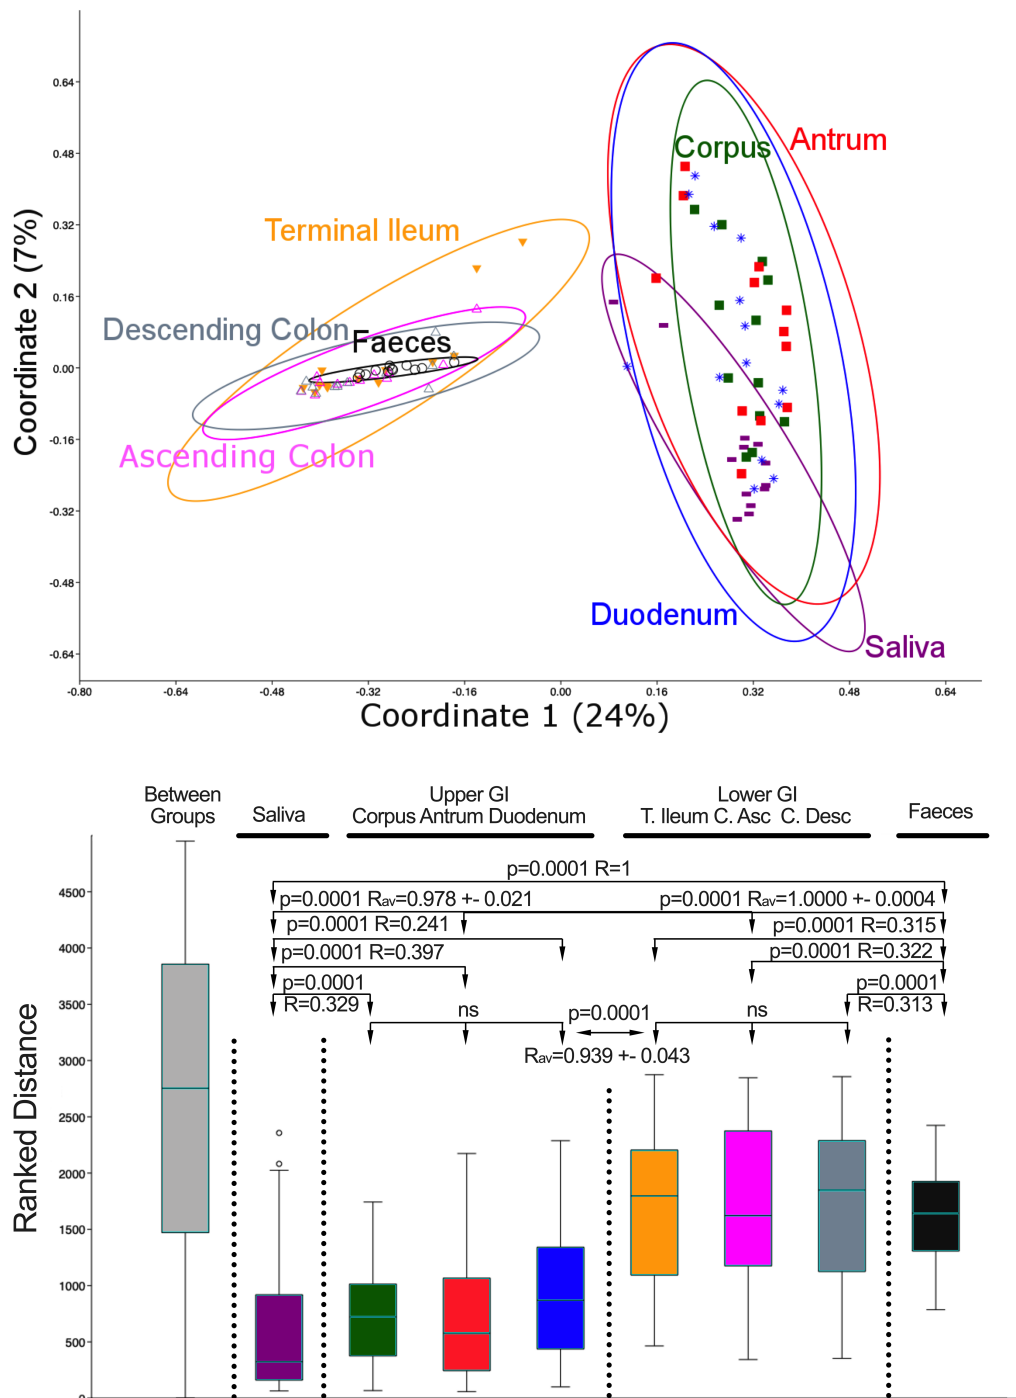 0.64
0.48
0.32
0.16
0.00
-0.16
-0.32
-0.48
-0.64
Coordinate 2 (7%)
Corpus
Antrum
Terminal Ileum
Descending Colon
Faeces
Ascending Colon
Duodenum
Saliva
-0.80 -0.64 -0.48 -0.32 -0.16 0.00 0.16 0.32 0.48 0.64
Coordinate 1 (24%)
Between
Groups
Saliva
Upper GI
Corpus Antrum Duodenum
Lower GI
T. Ileum C. Asc C. Desc
Faeces
p=0.0001 R=1
p=0.0001 Rav=0.978 +- 0.021
p=0.0001 Rav=1.0000 +- 0.0004
p=0.0001 R=0.241
p=0.0001 R=0.315
p=0.0001 R=0.397
p=0.0001 R=0.322
p=0.0001
R=0.329
p=0.0001
R=0.313
ns
p=0.0001
ns
Rav=0.939 +- 0.043
Ranked Distance
4500
4000
3500
3000
2500
2000
1500
1000
500
0